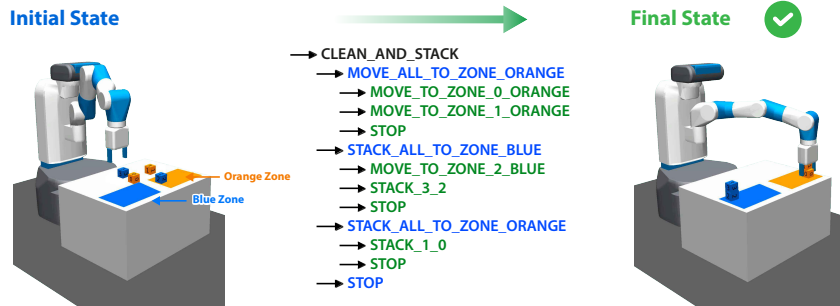 Initial State
Final State
CLEAN_AND_STACK
MOVE_ALL_TO_ZONE_ORANGE
MOVE_TO_ZONE_0_ORANGE
MOVE_TO_ZONE_1_ORANGE
STOP
STACK_ALL_TO_ZONE_BLUE
MOVE_TO_ZONE_2_BLUE
STACK_3_2
STOP
STACK_ALL_TO_ZONE_ORANGE
STACK_1_0
STOP
STOP
Orange Zone
Blue Zone